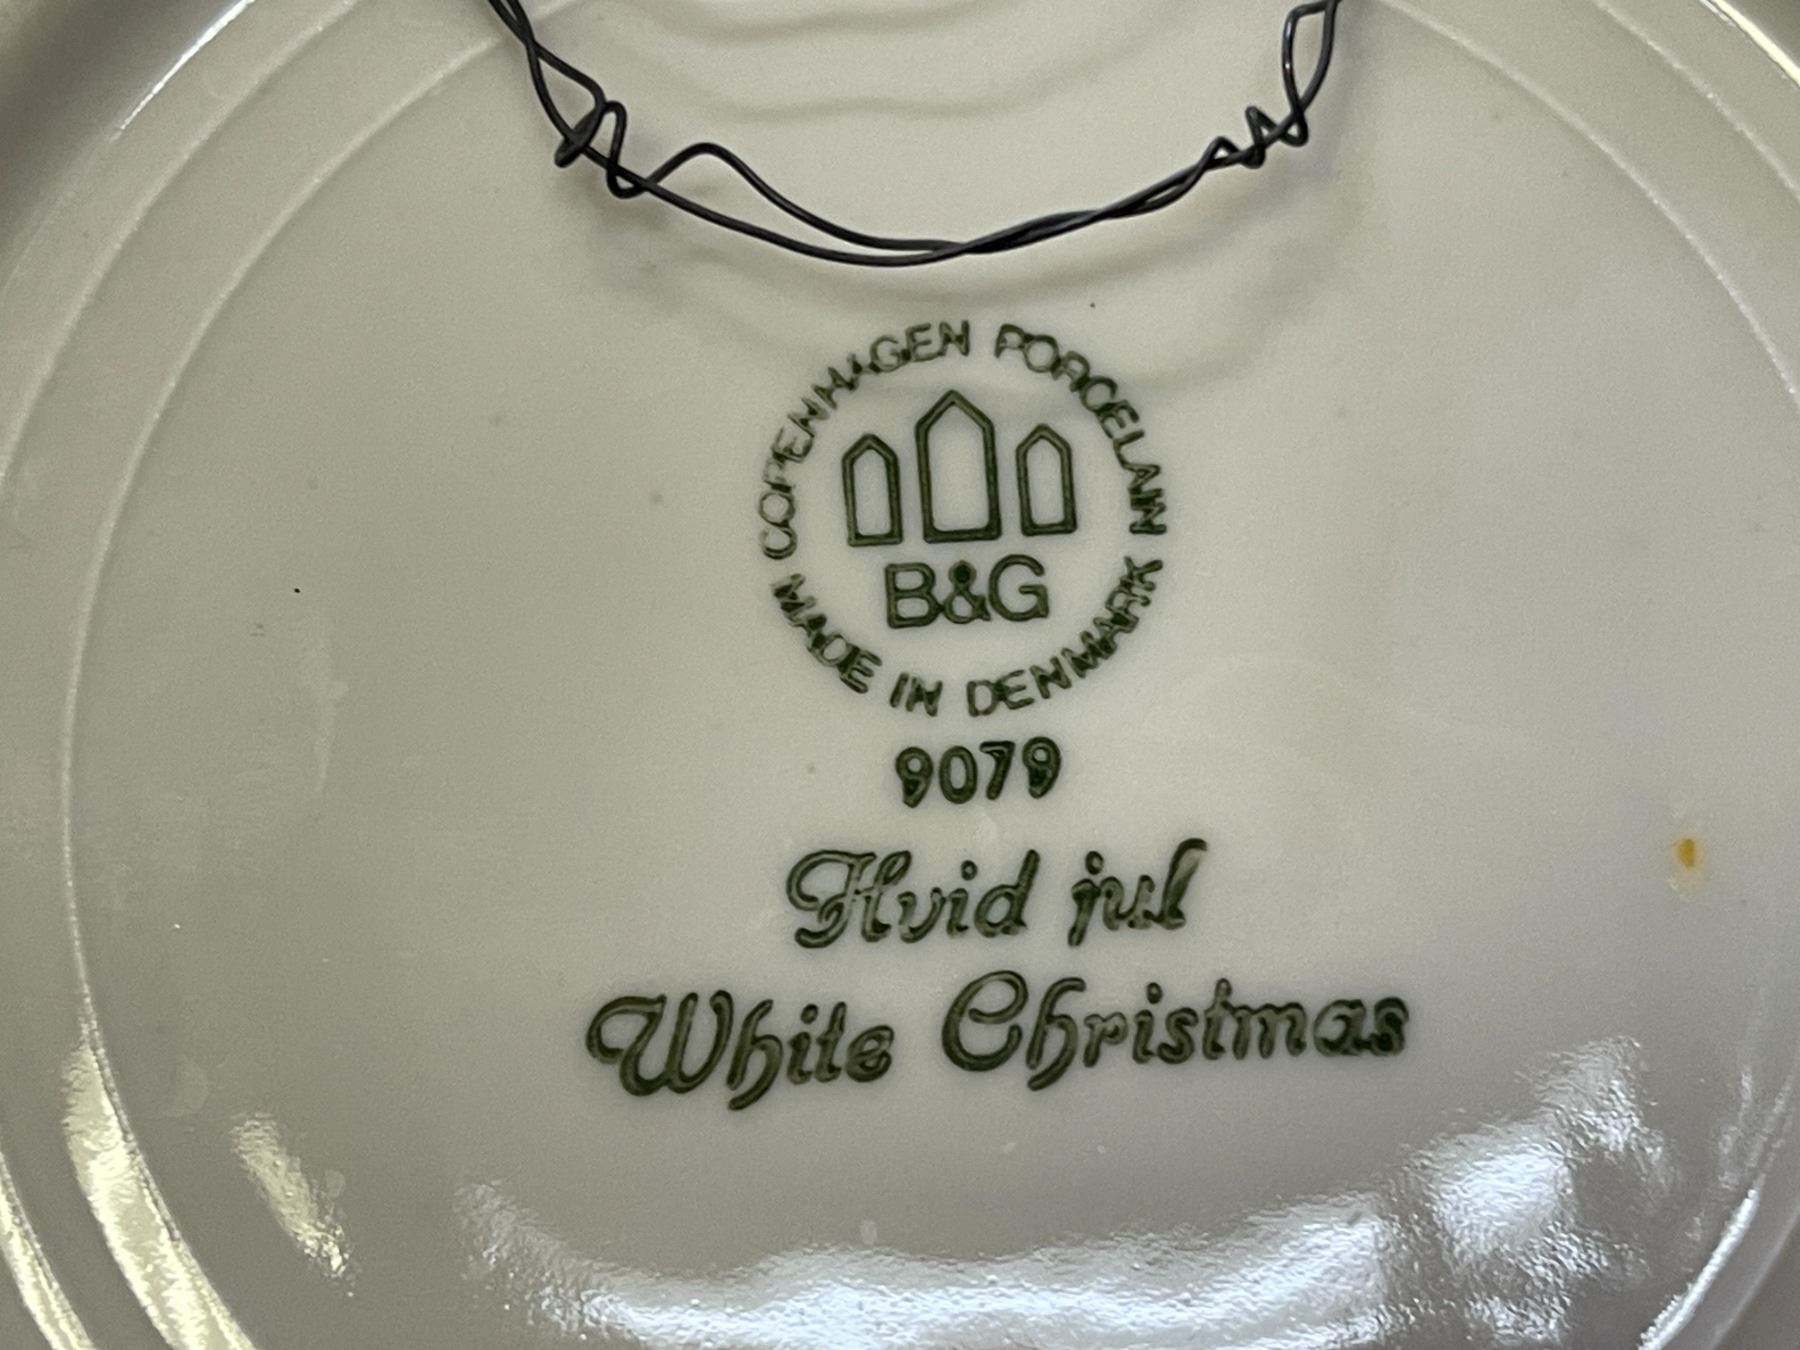 COPENHAGEN PORCELAIN
B&G
MADE IN DENMARK
9079
Hvid jul
White Christmas